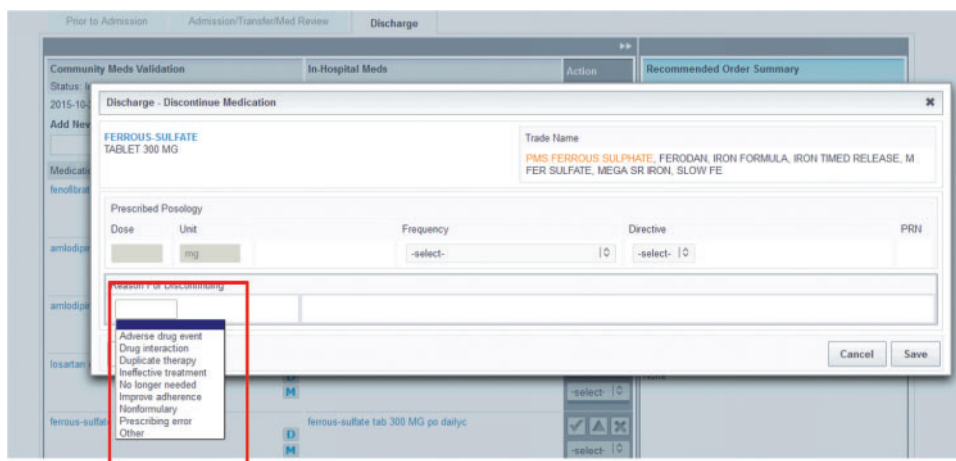 Prior to Admission Admission/Transfer/Med Review Discharge
Community Meds Validation In-Hospital Meds Action Recommended Order Summary
Status:
2015-10-
Discharge - Discontinue Medication
Add New
FERROUS-SULFATE
TABLET 300 MG
Trade Name
PMS FERROUS SULPHATE, FERODAN, IRON FORMULA, IRON TIMED RELEASE, M
FER SULFATE, MEGA SR IRON, SLOW FE
Medicati
fenofibrat
Prescribed Posology
Dose Unit Frequency Directive PRN
amlodipi
mg -select- -select-
Reason For Discontinuing
amlodipi
Adverse drug event
Drug interaction
Duplicate therapy
Ineffective treatment
No longer needed
Improve adherence
Nonformulary
Prescribing error
Other
losartan
Cancel Save
D
M -select-
ferrous-sulfat ferrous-sulfate tab 300 MG po dailyc
D
M -select-